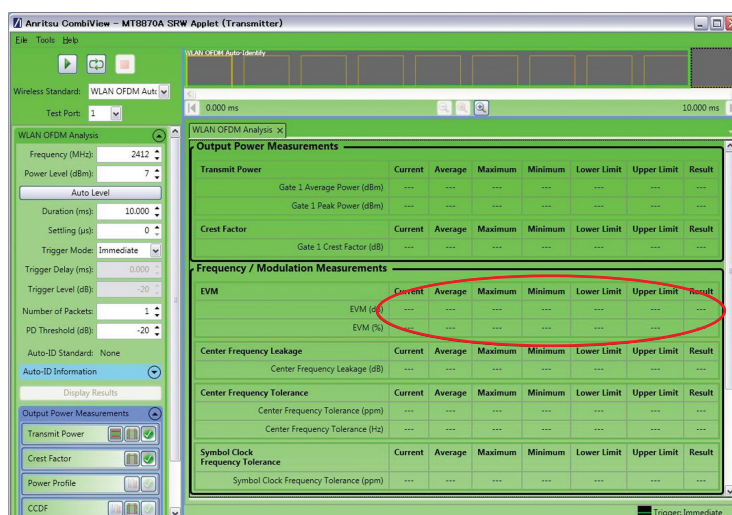 Anritsu CombiView - MT8870A SRW Applet (Transmitter)
File Tools Help
Wireless Standard: WLAN OFDM Auto
Test Port: 1
WLAN OFDM Auto-Identify
0.000 ms
10.000 ms
WLAN OFDM Analysis
Frequency (MHz): 2412
Power Level (dBm): 7
Auto Level
Duration (ms): 10.000
Settling (µs): 0
Trigger Mode: Immediate
Trigger Delay (ms): 0.000
Trigger Level (dB): -20
Number of Packets: 1
PD Threshold (dB): -20
Auto-ID Standard: None
Auto-ID Information
Display Results
Output Power Measurements
Transmit Power
Crest Factor
Power Profile
CCDF
WLAN OFDM Analysis ×
Output Power Measurements
Transmit Power Current Average Maximum Minimum Lower Limit Upper Limit Result
Gate 1 Average Power (dBm) --- --- --- --- --- --- ---
Gate 1 Peak Power (dBm) --- --- --- --- --- --- ---
Crest Factor Current Average Maximum Minimum Lower Limit Upper Limit Result
Gate 1 Crest Factor (dB) --- --- --- --- --- --- ---
Frequency / Modulation Measurements
EVM Current Average Maximum Minimum Lower Limit Upper Limit Result
EVM (dB) --- --- --- --- --- --- ---
EVM (%) --- --- --- --- --- ---
Center Frequency Leakage Current Average Maximum Minimum Lower Limit Upper Limit Result
Center Frequency Leakage (dB) --- --- --- --- --- --- ---
Center Frequency Tolerance Current Average Maximum Minimum Lower Limit Upper Limit Result
Center Frequency Tolerance (ppm) --- --- --- --- --- --- ---
Center Frequency Tolerance (Hz) --- --- --- --- --- --- ---
Symbol Clock Current Average Maximum Minimum Lower Limit Upper Limit Result
Frequency Tolerance
Symbol Clock Frequency Tolerance (ppm) --- --- --- --- --- --- ---
Trigger: Immediate